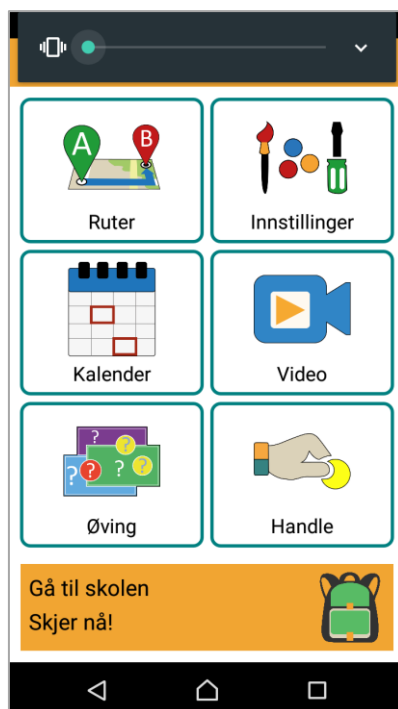 A
B
Ruter
Innstillinger
Kalender
Video
? ? ? ? ? ?
Øving
Handle
Gå til skolen
Skjer nå!